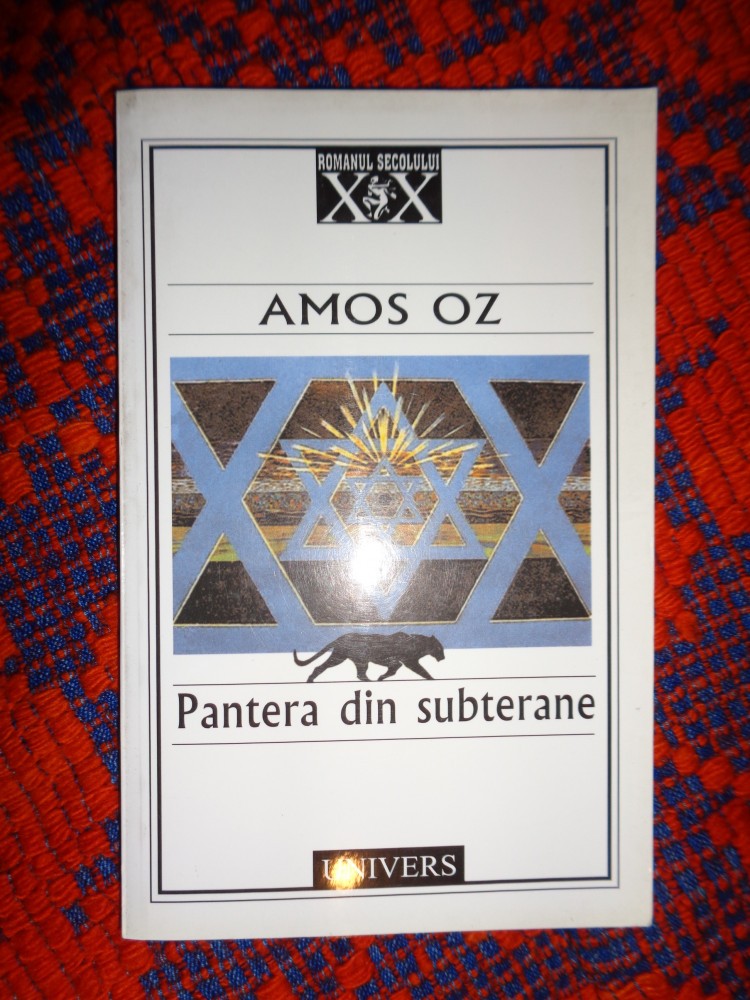 ROMANUL SECOLULUI
XX
AMOS OZ
Pantera din subterane
UNIVERS